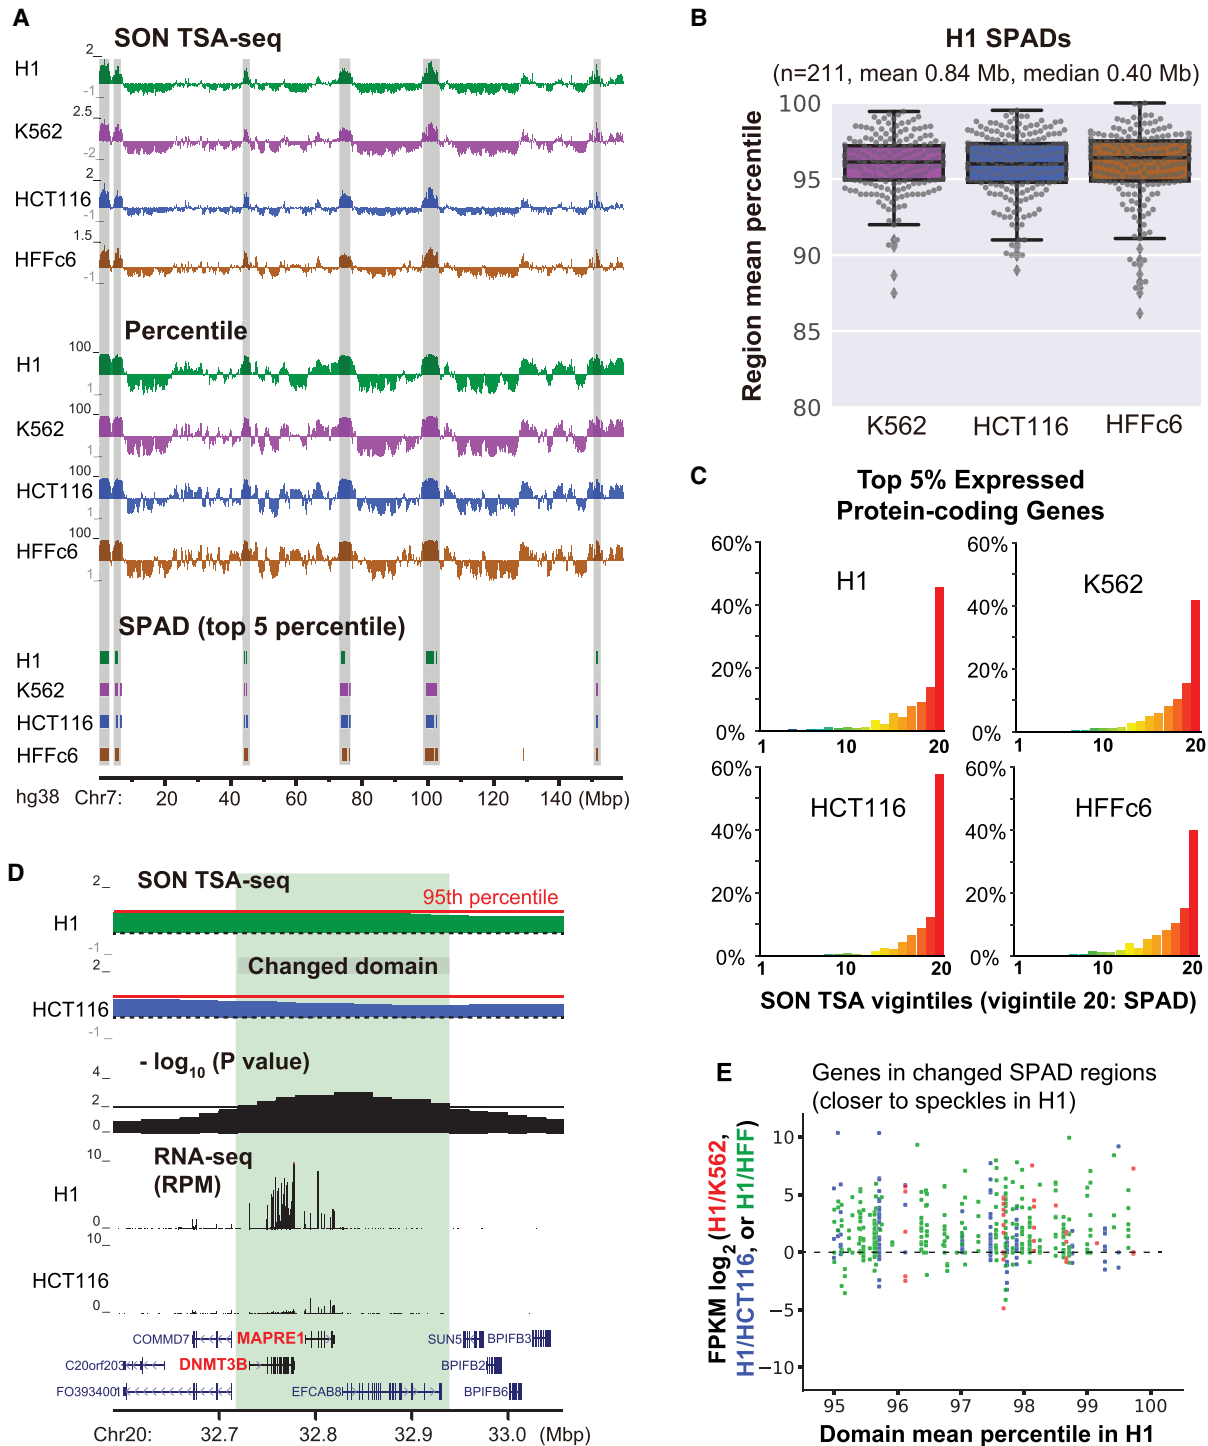 A
SON TSA-seq
H1
2
-1
K562
2.5
-2
HCT116
2
-1
HFFc6
1.5
-1
Percentile
H1
100
1
K562
100
1
HCT116
100
1
HFFc6
100
1
SPAD (top 5 percentile)
H1
K562
HCT116
HFFc6
hg38 Chr7: 20 40 60 80 100 120 140 (Mbp)
B
H1 SPADs
(n=211, mean 0.84 Mb, median 0.40 Mb)
Region mean percentile
100
95
90
85
80
K562 HCT116 HFFc6
C
Top 5% Expressed
Protein-coding Genes
60%
40%
20%
0%
H1
1 10 20
60%
40%
20%
0%
K562
1 10 20
60%
40%
20%
0%
HCT116
1 10 20
60%
40%
20%
0%
HFFc6
1 10 20
SON TSA vigintiles (vigintile 20: SPAD)
D
SON TSA-seq
95th percentile
H1
2
-1
Changed domain
HCT116
2
-1
- log10 (P value)
4
2
0
RNA-seq
(RPM)
H1
10
0
HCT116
10
0
COMMD7 MAPRE1 SUN5 BPIFB3
C20orf203 DNMT3B BPIFB2
FO393400.1 EFCAB8 BPIFB6
Chr20: 32.7 32.8 32.9 33.0 (Mbp)
E
Genes in changed SPAD regions
(closer to speckles in H1)
FPKM log2 (H1/K562,
H1/HCT116, or H1/HFF)
10
5
0
−5
−10
95 96 97 98 99 100
Domain mean percentile in H1